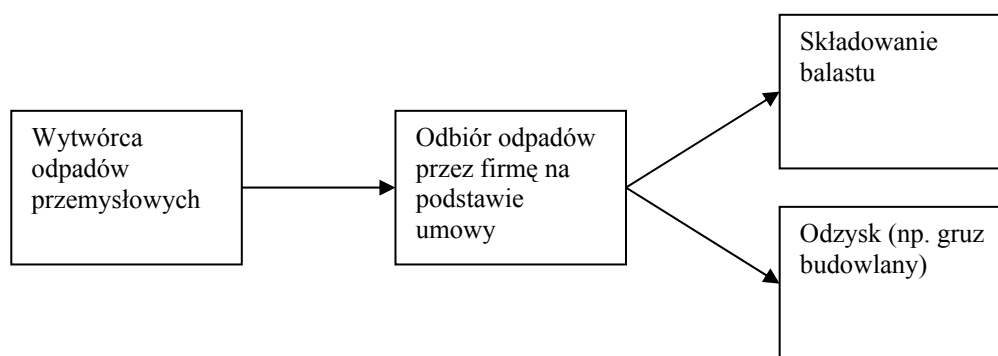 Wytwórca
odpadów
przemysłowych
Odbiór odpadów
przez firmę na
podstawie
umowy
Składowanie
balastu
Odzysk (np. gruz
budowlany)